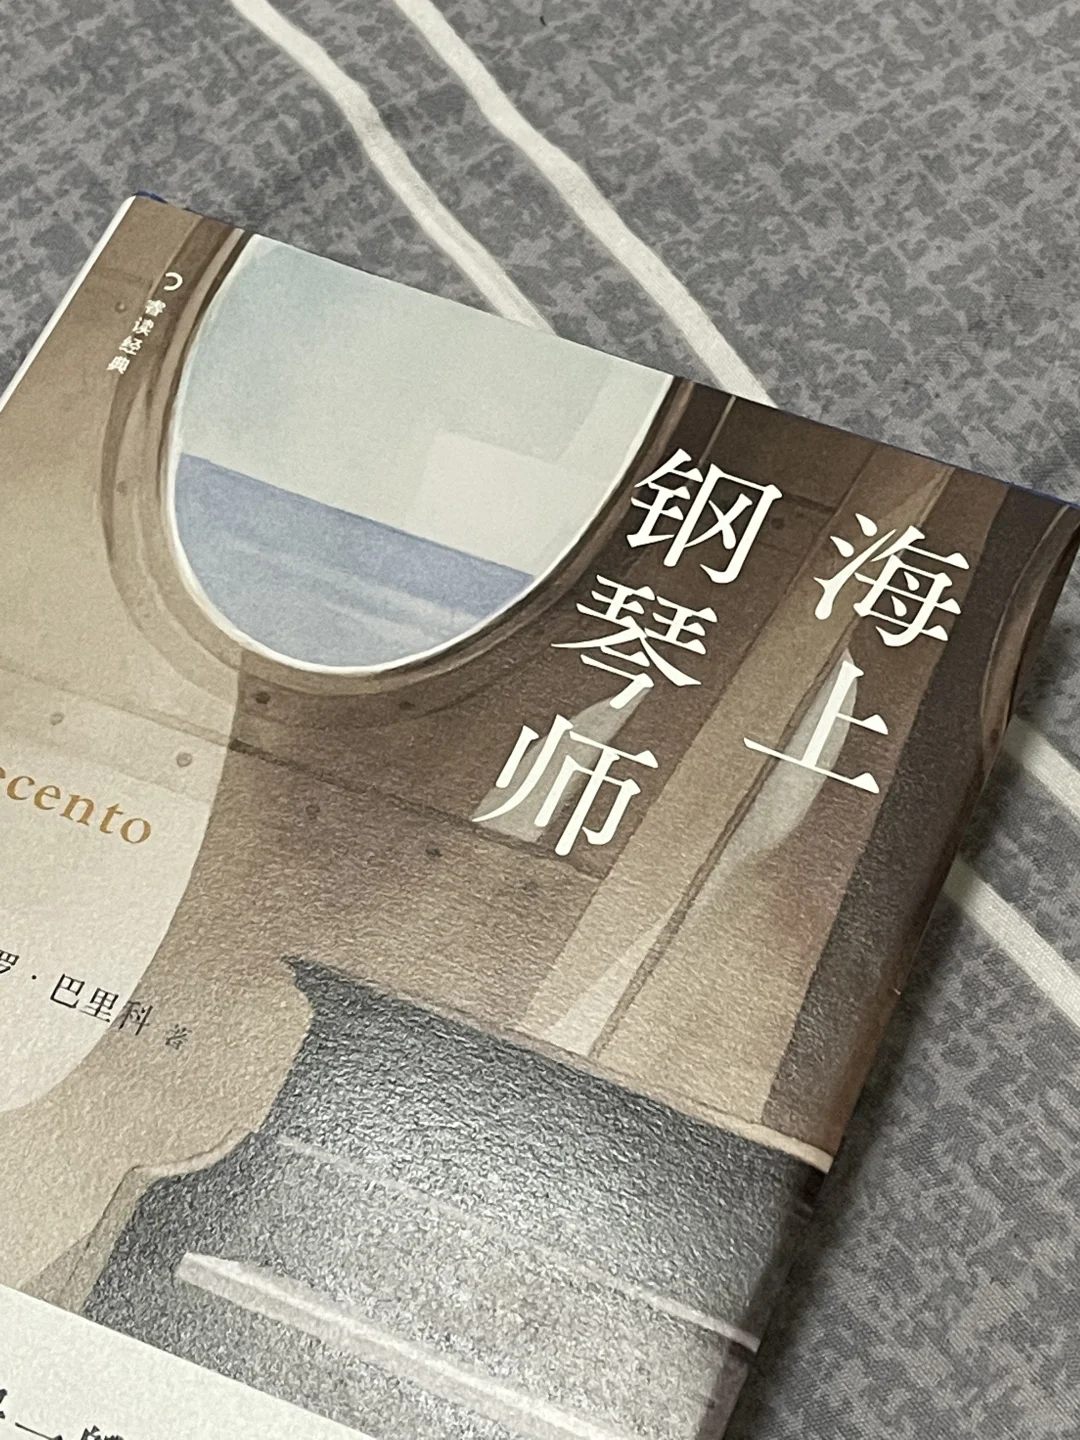 睿读经典
海上
钢琴师
ecento
罗·巴里科 著